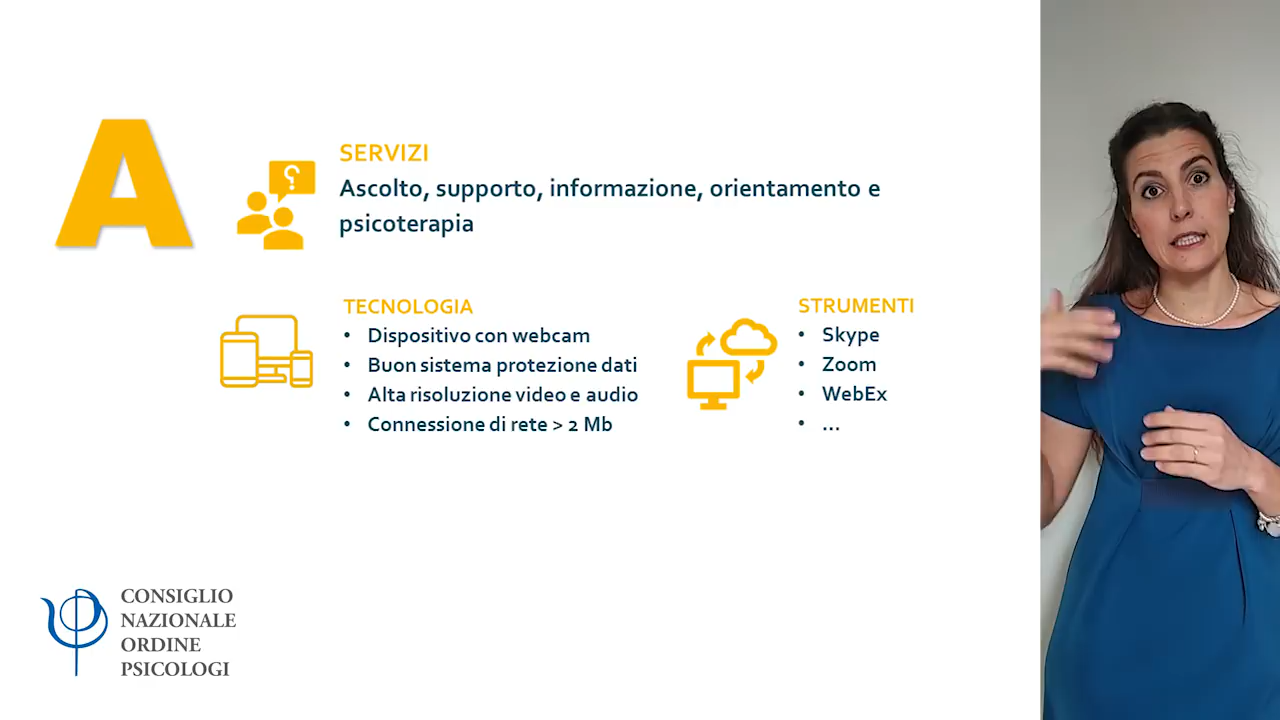 A
SERVIZI
Ascolto, supporto, informazione, orientamento e
psicoterapia
TECNOLOGIA
• Dispositivo con webcam
• Buon sistema protezione dati
• Alta risoluzione video e audio
• Connessione di rete > 2 Mb
STRUMENTI
• Skype
• Zoom
• WebEx
• ...
CONSIGLIO
NAZIONALE
ORDINE
PSICOLOGI